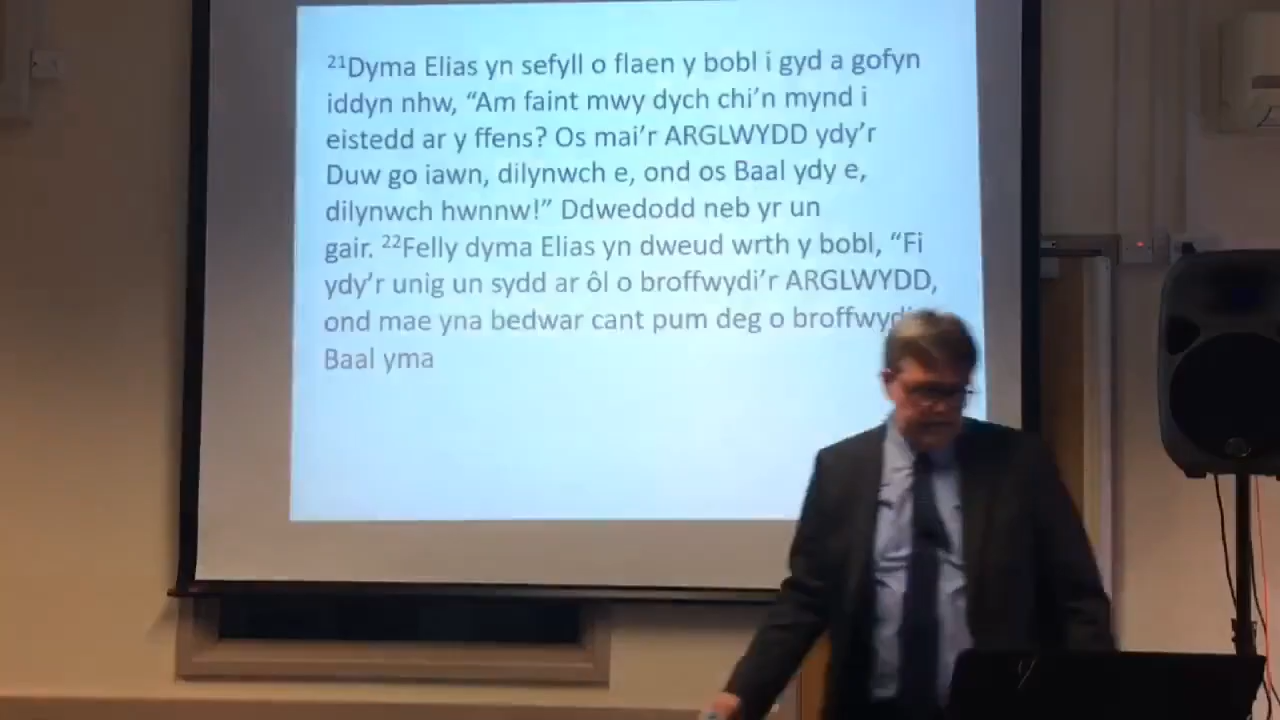 ²¹Dyma Elias yn sefyll o flaen y bobl i gyd a gofyn
iddyn nhw, “Am faint mwy dych chi’n mynd i
eistedd ar y ffens? Os mai’r ARGLWYDD ydy’r
Duw go iawn, dilynwch e, ond os Baal ydy e,
dilynwch hwnnw!” Ddwedodd neb yr un
gair. ²²Felly dyma Elias yn dweud wrth y bobl, “Fi
ydy’r unig un sydd ar ôl o broffwydi’r ARGLWYDD,
ond mae yna bedwar cant pum deg o broffwydi
Baal yma